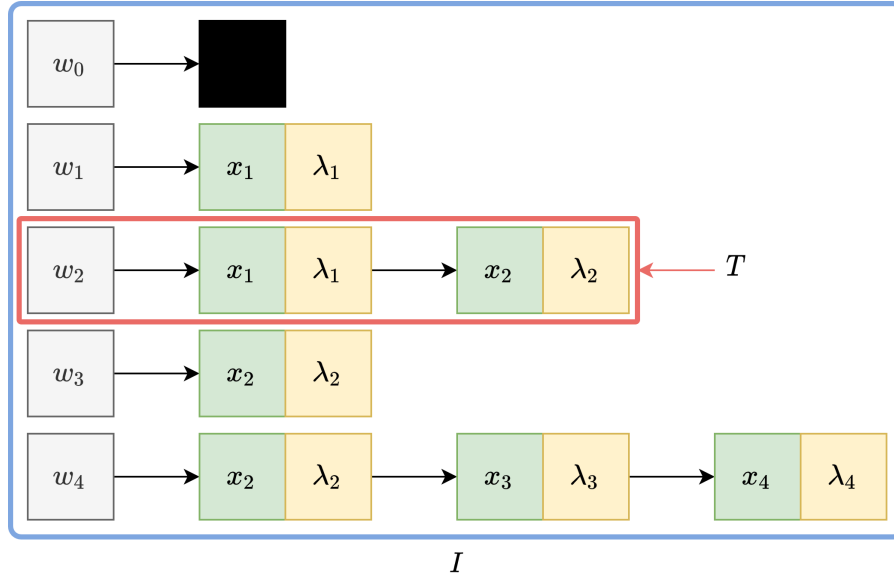 w₀
w₁ x₁ λ₁
w₂ x₁ λ₁ x₂ λ₂ T
w₃ x₂ λ₂
w₄ x₂ λ₂ x₃ λ₃ x₄ λ₄
I